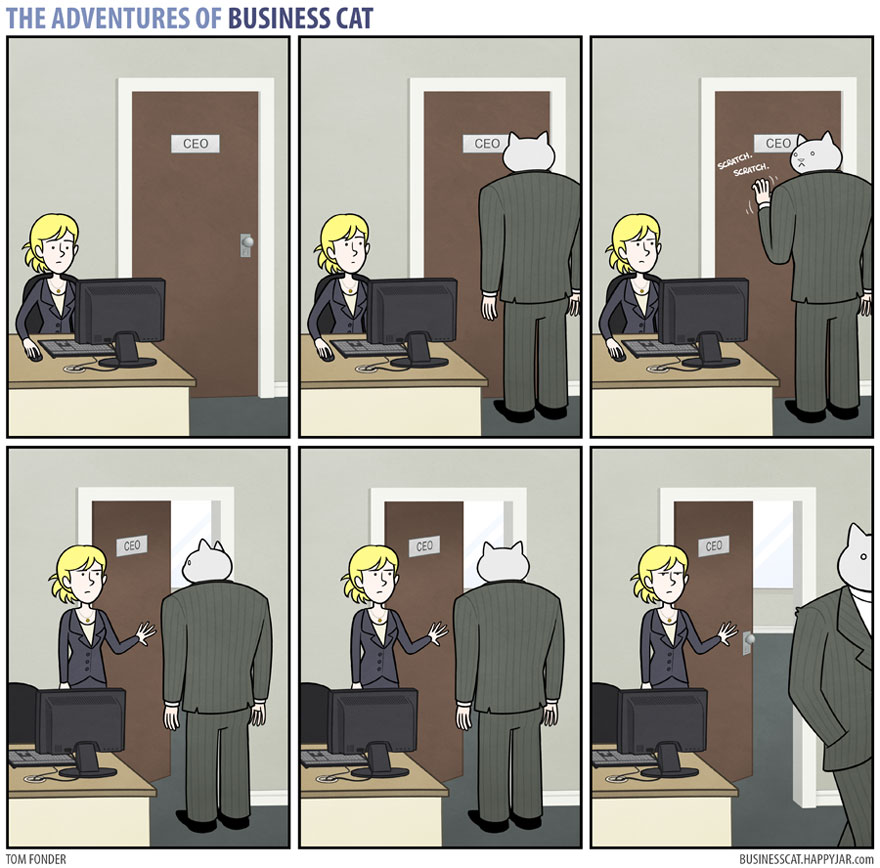 THE ADVENTURES OF BUSINESS CAT
CEO
CEO
CEO
SCRATCH.
SCRATCH.
CEO
CEO
CEO
TOM FONDER
BUSINESSCAT.HAPPYJAR.com